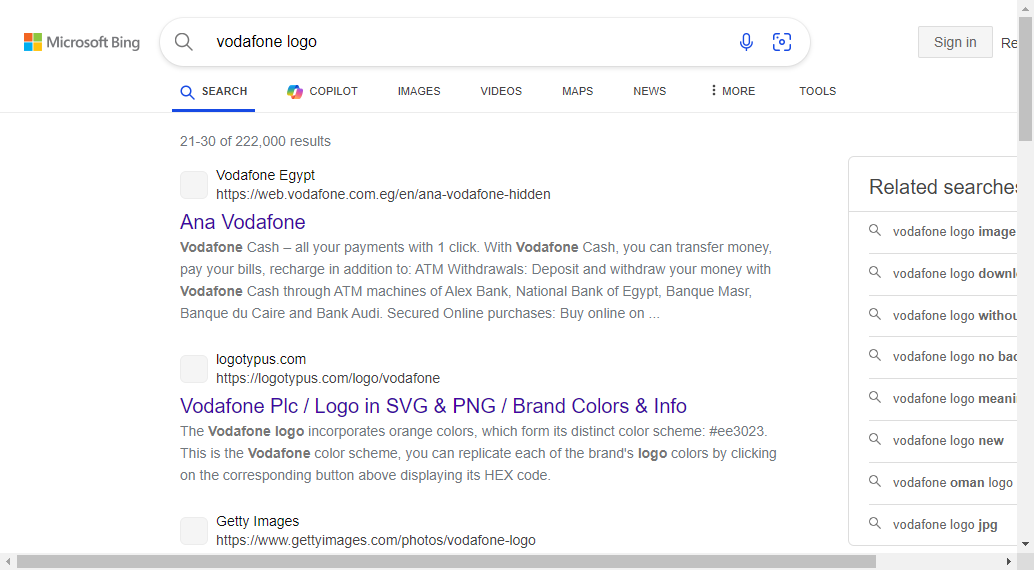 Microsoft Bing
vodafone logo
Sign in
Re
SEARCH
COPILOT
IMAGES
VIDEOS
MAPS
NEWS
MORE
TOOLS
21-30 of 222,000 results
Vodafone Egypt
https://web.vodafone.com.eg/en/ana-vodafone-hidden
Ana Vodafone
Vodafone Cash – all your payments with 1 click. With Vodafone Cash, you can transfer money,
pay your bills, recharge in addition to: ATM Withdrawals: Deposit and withdraw your money with
Vodafone Cash through ATM machines of Alex Bank, National Bank of Egypt, Banque Masr,
Banque du Caire and Bank Audi. Secured Online purchases: Buy online on ...
logotypus.com
https://logotypus.com/logo/vodafone
Vodafone Plc / Logo in SVG & PNG / Brand Colors & Info
The Vodafone logo incorporates orange colors, which form its distinct color scheme: #ee3023.
This is the Vodafone color scheme, you can replicate each of the brand's logo colors by clicking
on the corresponding button above displaying its HEX code.
Getty Images
https://www.gettyimages.com/photos/vodafone-logo
Related searches
vodafone logo image
vodafone logo downl
vodafone logo withou
vodafone logo no bac
vodafone logo meani
vodafone logo new
vodafone oman logo
vodafone logo jpg